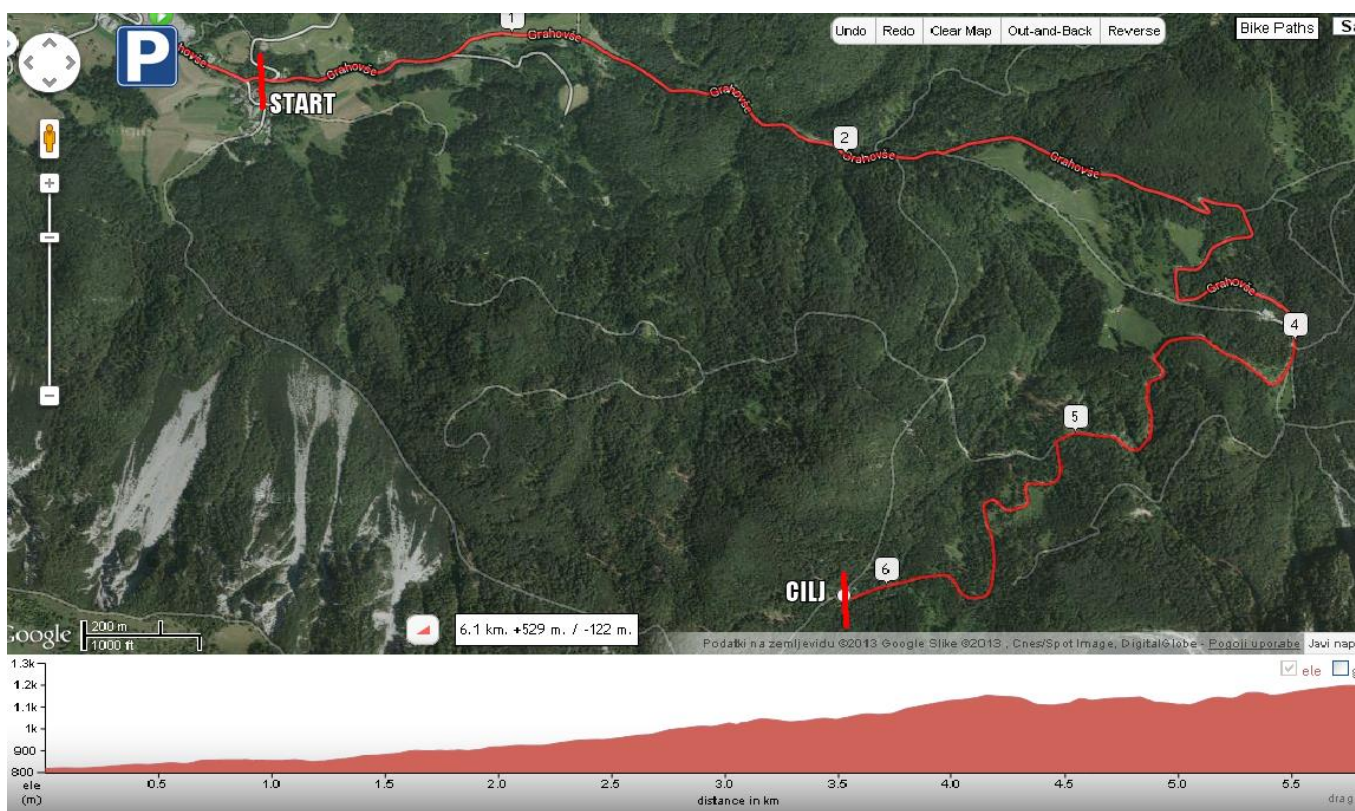 1
Undo Redo Clear Map Out-and-Back Reverse
Bike Paths
P
Grahovše
Grahovše
Grahovše
START
Grahovše
2
Grahovše
Grahovše
Grahovše
4
5
6
CILJ
6.1 km. +529 m. / -122 m.
Google
200 m
1000 ft
Podatki na zemljevidu ©2013 Google Slike ©2013 , Cnes/Spot Image, DigitalGlobe - Pogoji uporabe
Javi nap
1.3k
ele
1.2k
1.1k
1k
900
800
ele
(m)
0.5 1.0 1.5 2.0 2.5 3.0 3.5 4.0 4.5 5.0 5.5
distance in km
drag